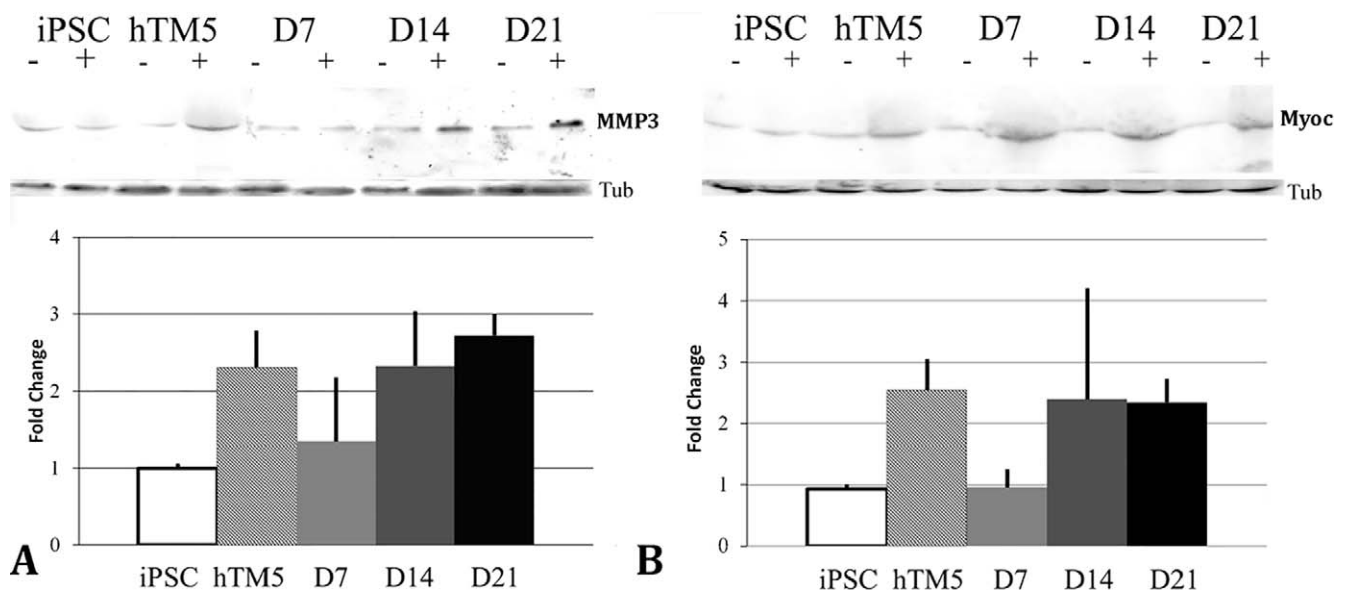 iPSC hTM5 D7 D14 D21
- + - + - + - + - +
MMP3
Tub
4
3
2
1
0
Fold Change
iPSC hTM5 D7 D14 D21
A
iPSC hTM5 D7 D14 D21
- + - + - + - + - +
Myoc
Tub
5
4
3
2
1
0
Fold Change
iPSC hTM5 D7 D14 D21
B